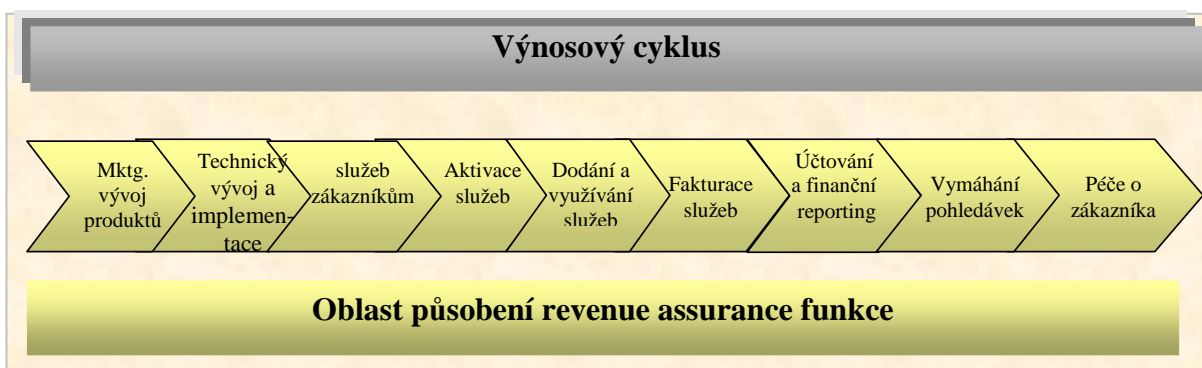 Výnosový cyklus
Mktg.
vývoj
produktů
Technický
vývoj a
implemen-
tace
služeb
zákazníkům
Aktivace
služeb
Dodání a
využívání
služeb
Fakturace
služeb
Účtování
a finanční
reporting
Vymáhání
pohledávek
Péče o
zákazníka
Oblast působení revenue assurance funkce